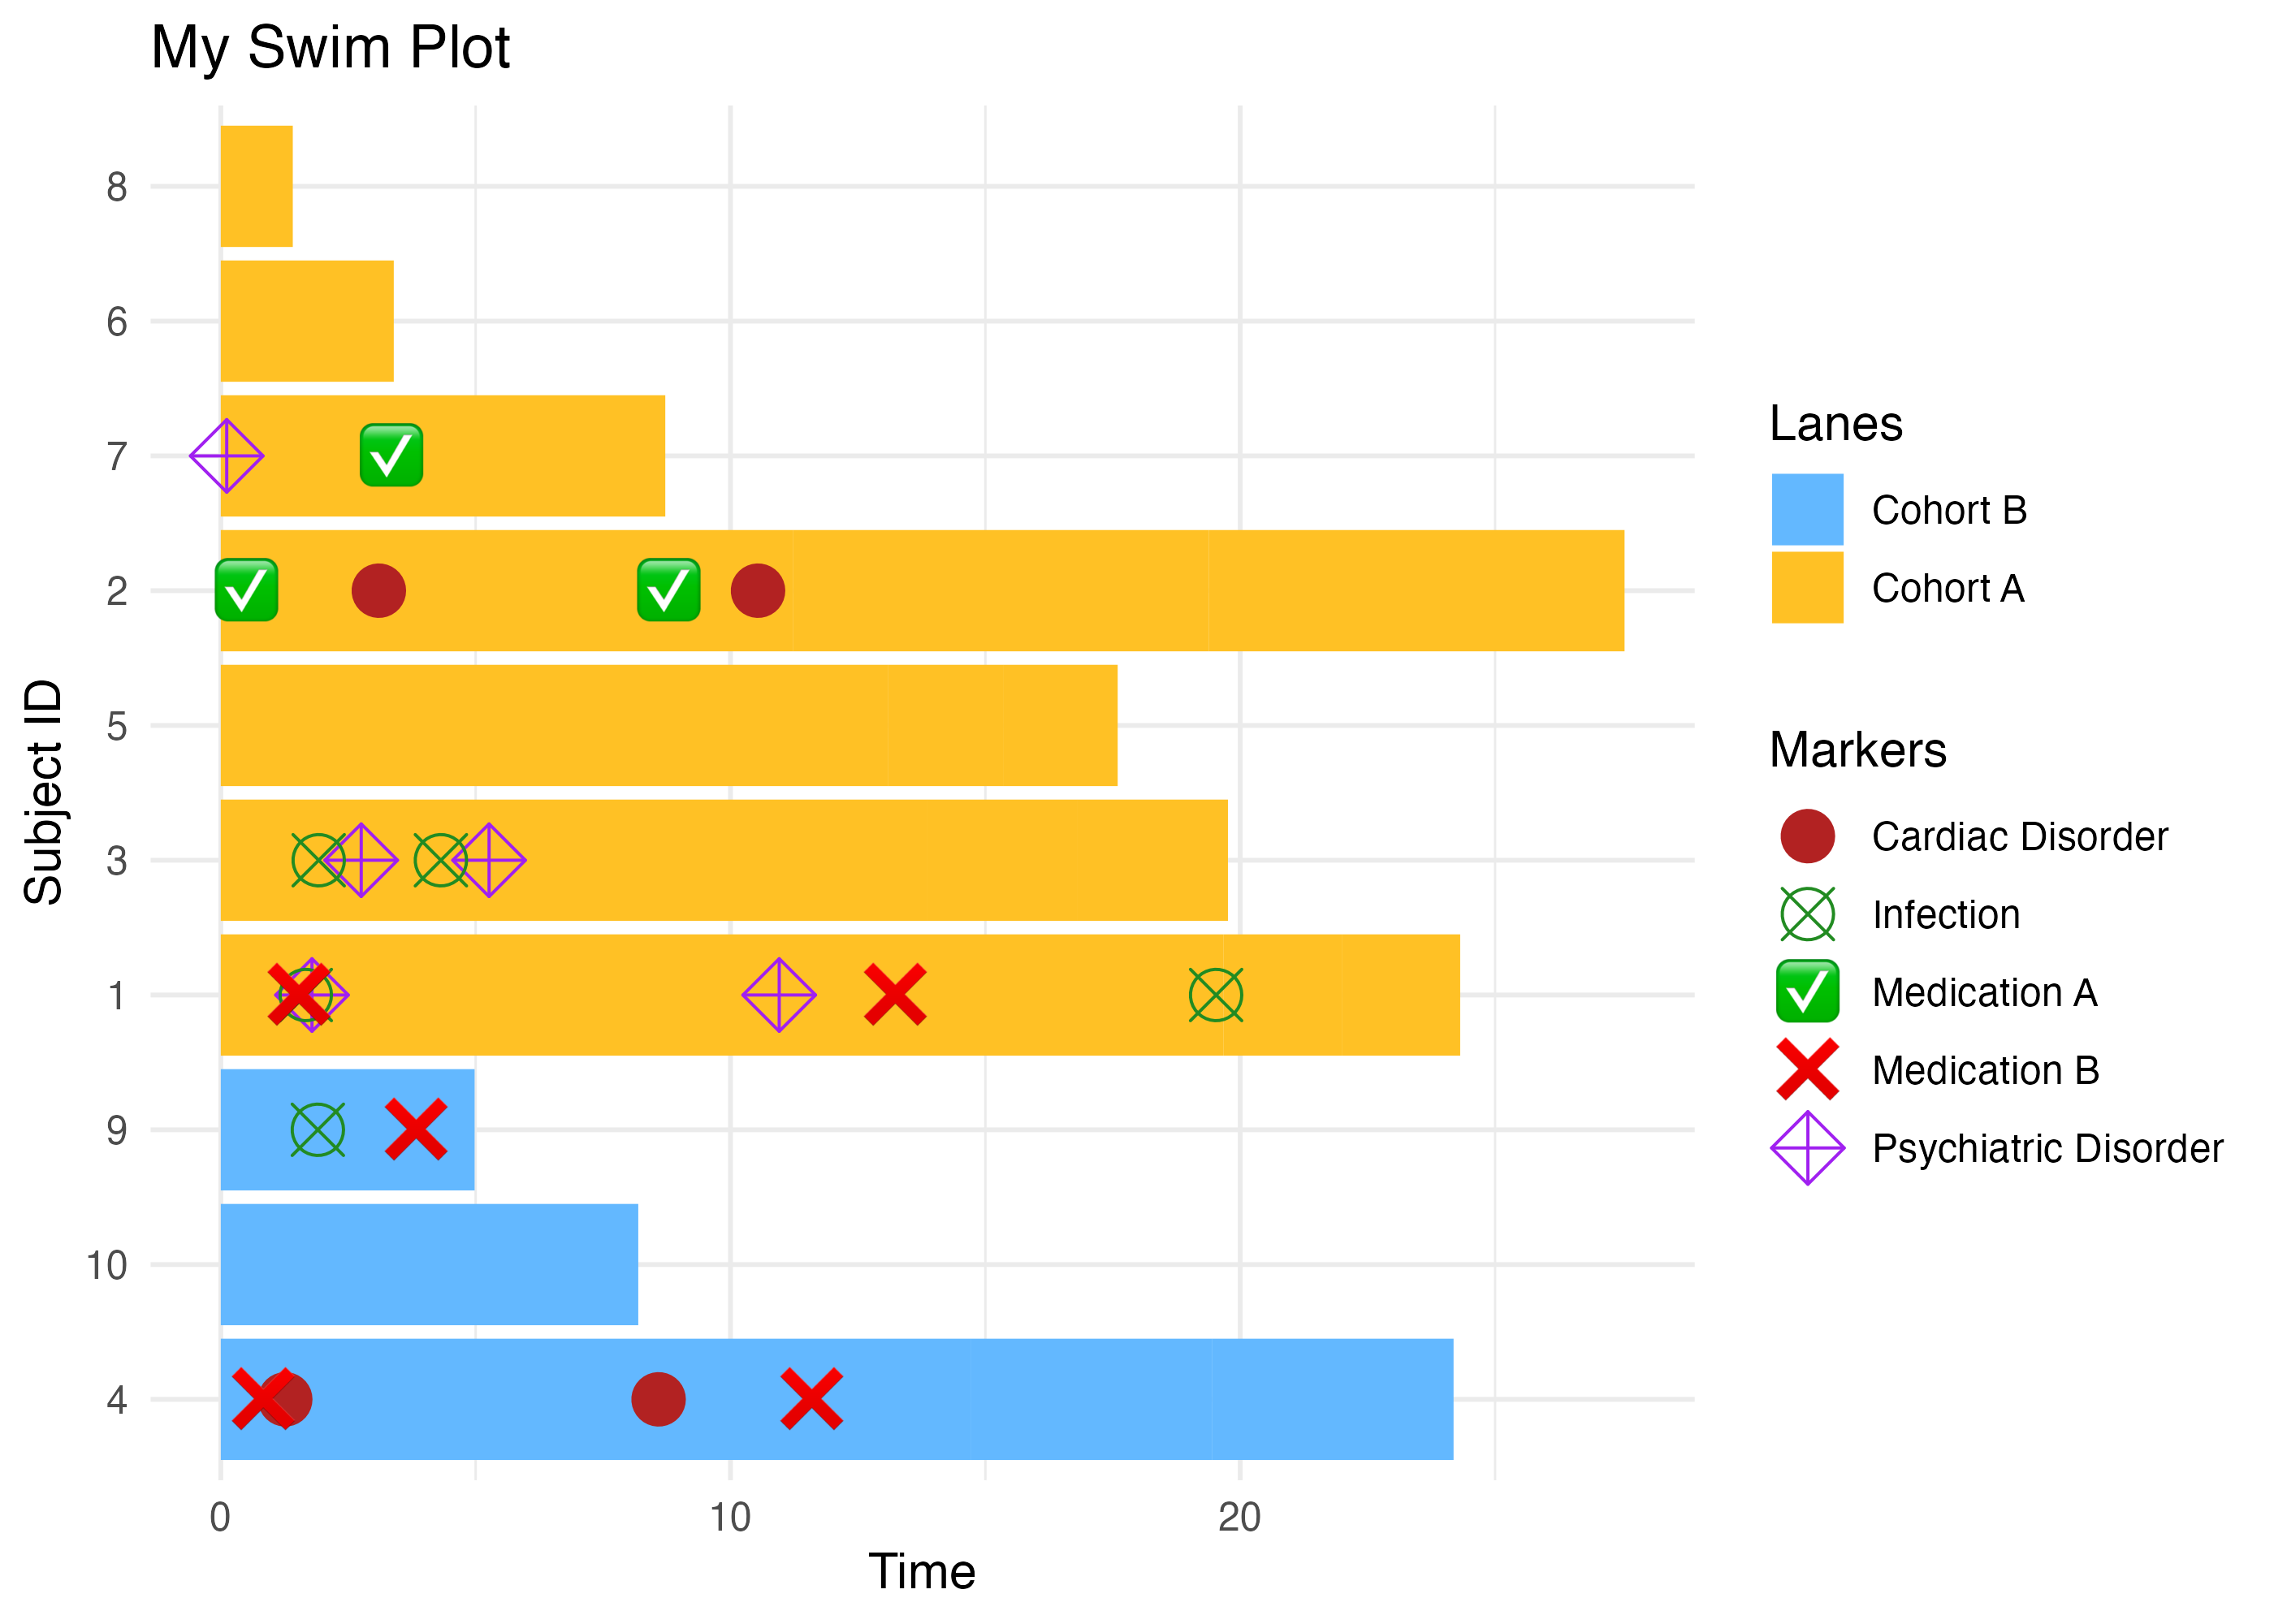 My Swim Plot
8
6
7
2
5
3
1
9
10
4
Subject ID
0 10 20
Time
Lanes
Cohort B
Cohort A
Markers
Cardiac Disorder
Infection
Medication A
Medication B
Psychiatric Disorder